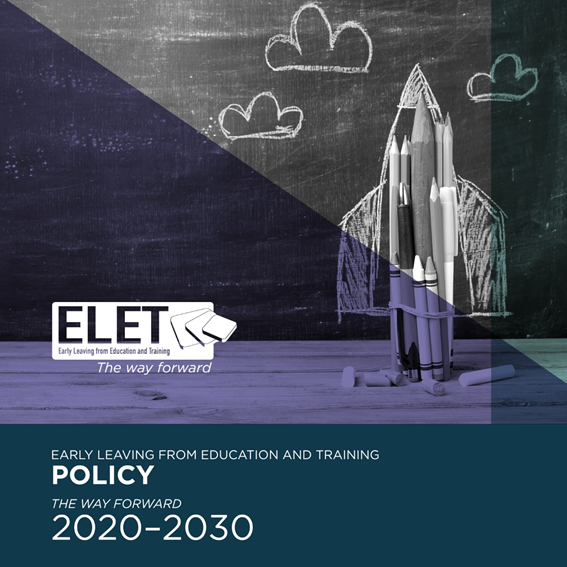 ELET
Early Leaving from Education and Training
The way forward
EARLY LEAVING FROM EDUCATION AND TRAINING
POLICY
THE WAY FORWARD
2020–2030